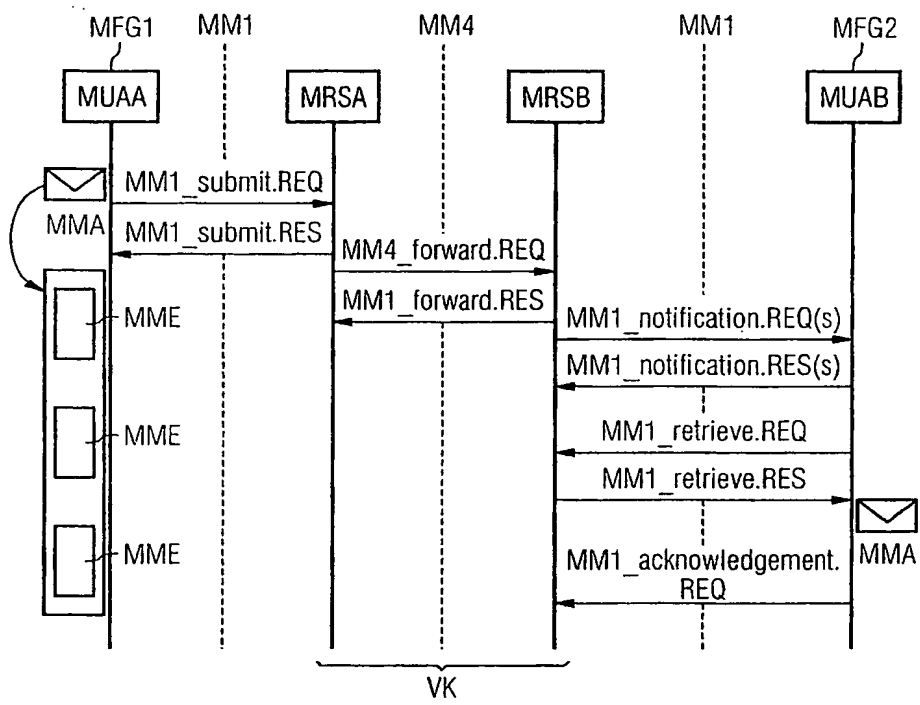 MFG1 MM1 MM4 MM1 MFG2
MUAA MRSA MRSB MUAB
MM1_submit.REQ
MMA
MM1_submit.RES
MM4_forward.REQ
MM1_forward.RES
MME
MM1_notification.REQ(s)
MM1_notification.RES(s)
MME
MM1_retrieve.REQ
MM1_retrieve.RES
MME
MMA
MM1_acknowledgement.
REQ
VK